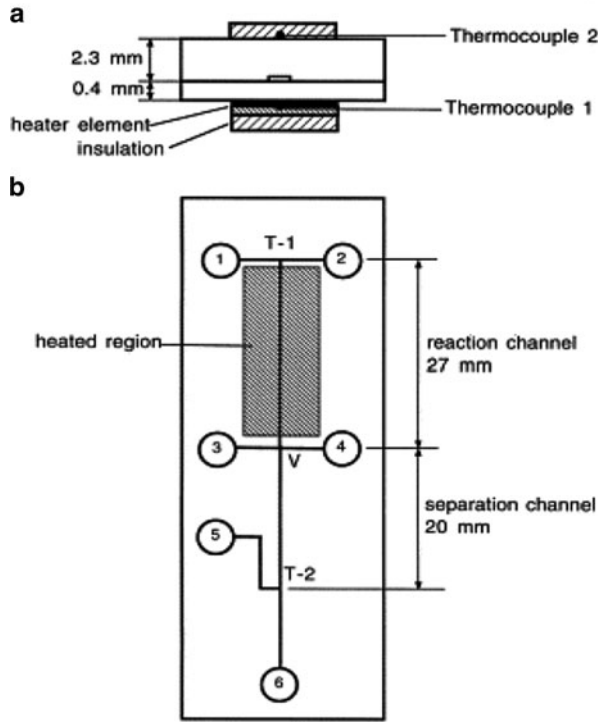 a
Thermocouple 2
2.3 mm
0.4 mm
Thermocouple 1
heater element
insulation
b
T-1
1
2
heated region
reaction channel
27 mm
3
4
V
separation channel
20 mm
5
T-2
6